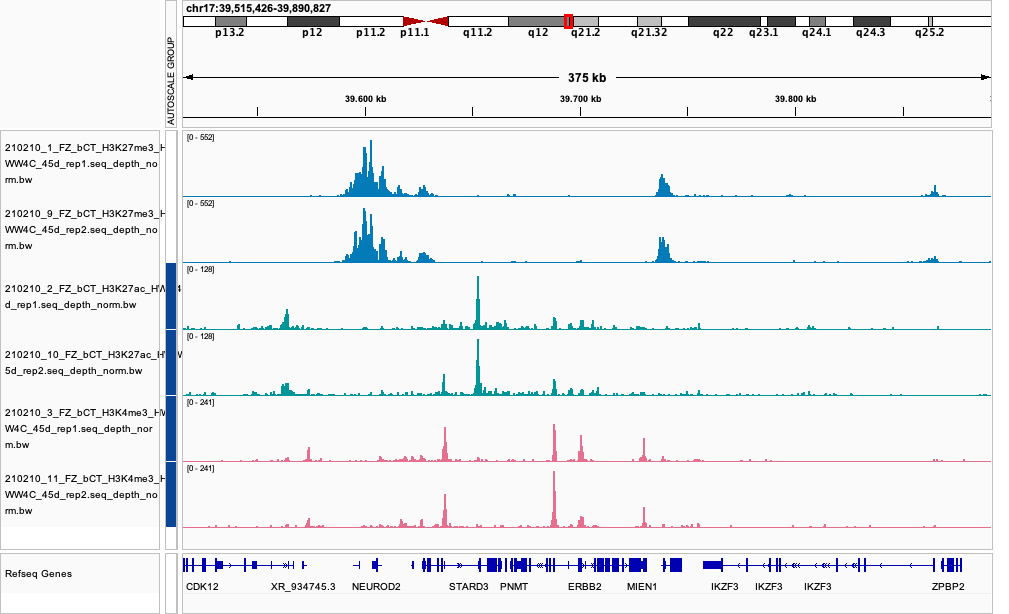 chr17:39,515,426-39,890,827
p13.2 p12 p11.2 p11.1 q11.2 q12 q21.2 q21.32 q22 q23.1 q24.1 q24.3 q25.2
AUTOSCALE GROUP
375 kb
39.600 kb 39.700 kb 39.800 kb
210210_1_FZ_bCT_H3K27me3_H
WW4C_45d_rep1.seq_depth_no
rm.bw
[0 - 552]
210210_9_FZ_bCT_H3K27me3_H
WW4C_45d_rep2.seq_depth_no
rm.bw
[0 - 552]
210210_2_FZ_bCT_H3K27ac_HW 4
d_rep1.seq_depth_norm.bw
[0 - 128]
210210_10_FZ_bCT_H3K27ac_H W
5d_rep2.seq_depth_norm.bw
[0 - 128]
210210_3_FZ_bCT_H3K4me3_HW
W4C_45d_rep1.seq_depth_nor
m.bw
[0 - 241]
210210_11_FZ_bCT_H3K4me3_H
WW4C_45d_rep2.seq_depth_no
rm.bw
[0 - 241]
Refseq Genes
CDK12 XR_934745.3 NEUROD2 STARD3 PNMT ERBB2 MIEN1 IKZF3 IKZF3 IKZF3 ZPBP2